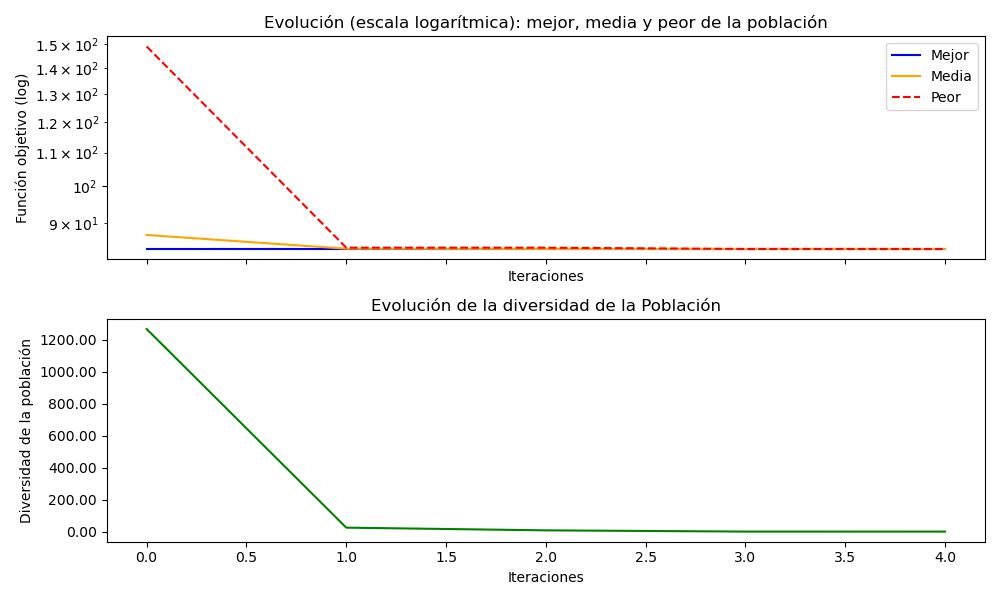 Evolución (escala logarítmica): mejor, media y peor de la población
Función objetivo (log)
1.5 × 10²
1.4 × 10²
1.3 × 10²
1.2 × 10²
1.1 × 10²
10²
9 × 10¹
Mejor
Media
Peor
Iteraciones
Evolución de la diversidad de la Población
Diversidad de la población
1200.00
1000.00
800.00
600.00
400.00
200.00
0.00
0.0 0.5 1.0 1.5 2.0 2.5 3.0 3.5 4.0
Iteraciones